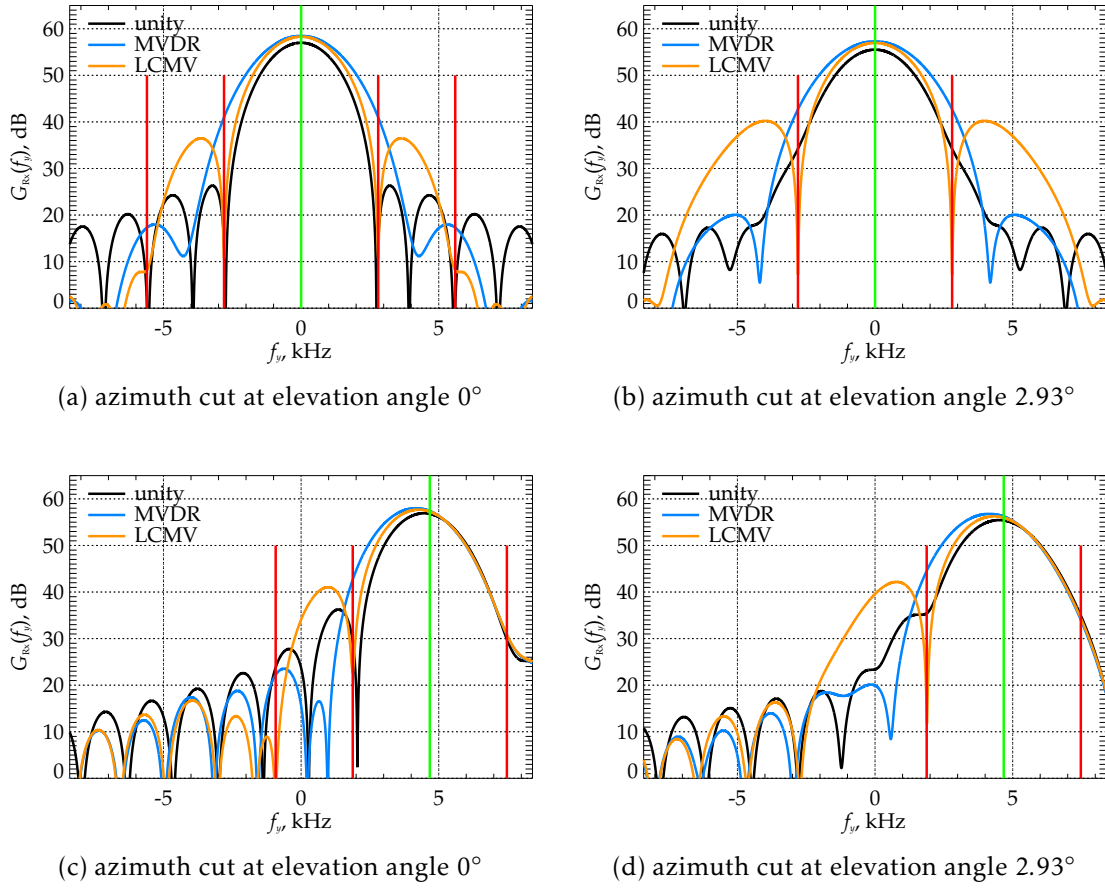 60
50
40
30
20
10
0
G_Rx(f_y), dB
unity
MVDR
LCMV
-5
0
5
f_y, kHz
(a) azimuth cut at elevation angle 0°
60
50
40
30
20
10
0
G_Rx(f_y), dB
unity
MVDR
LCMV
-5
0
5
f_y, kHz
(b) azimuth cut at elevation angle 2.93°
60
50
40
30
20
10
0
G_Rx(f_y), dB
unity
MVDR
LCMV
-5
0
5
f_y, kHz
(c) azimuth cut at elevation angle 0°
60
50
40
30
20
10
0
G_Rx(f_y), dB
unity
MVDR
LCMV
-5
0
5
f_y, kHz
(d) azimuth cut at elevation angle 2.93°